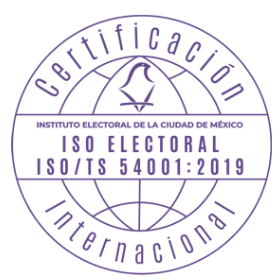 Certificación
INSTITUTO ELECTORAL DE LA CIUDAD DE MÉXICO
ISO ELECTORAL
ISO/TS 54001:2019
Internacional